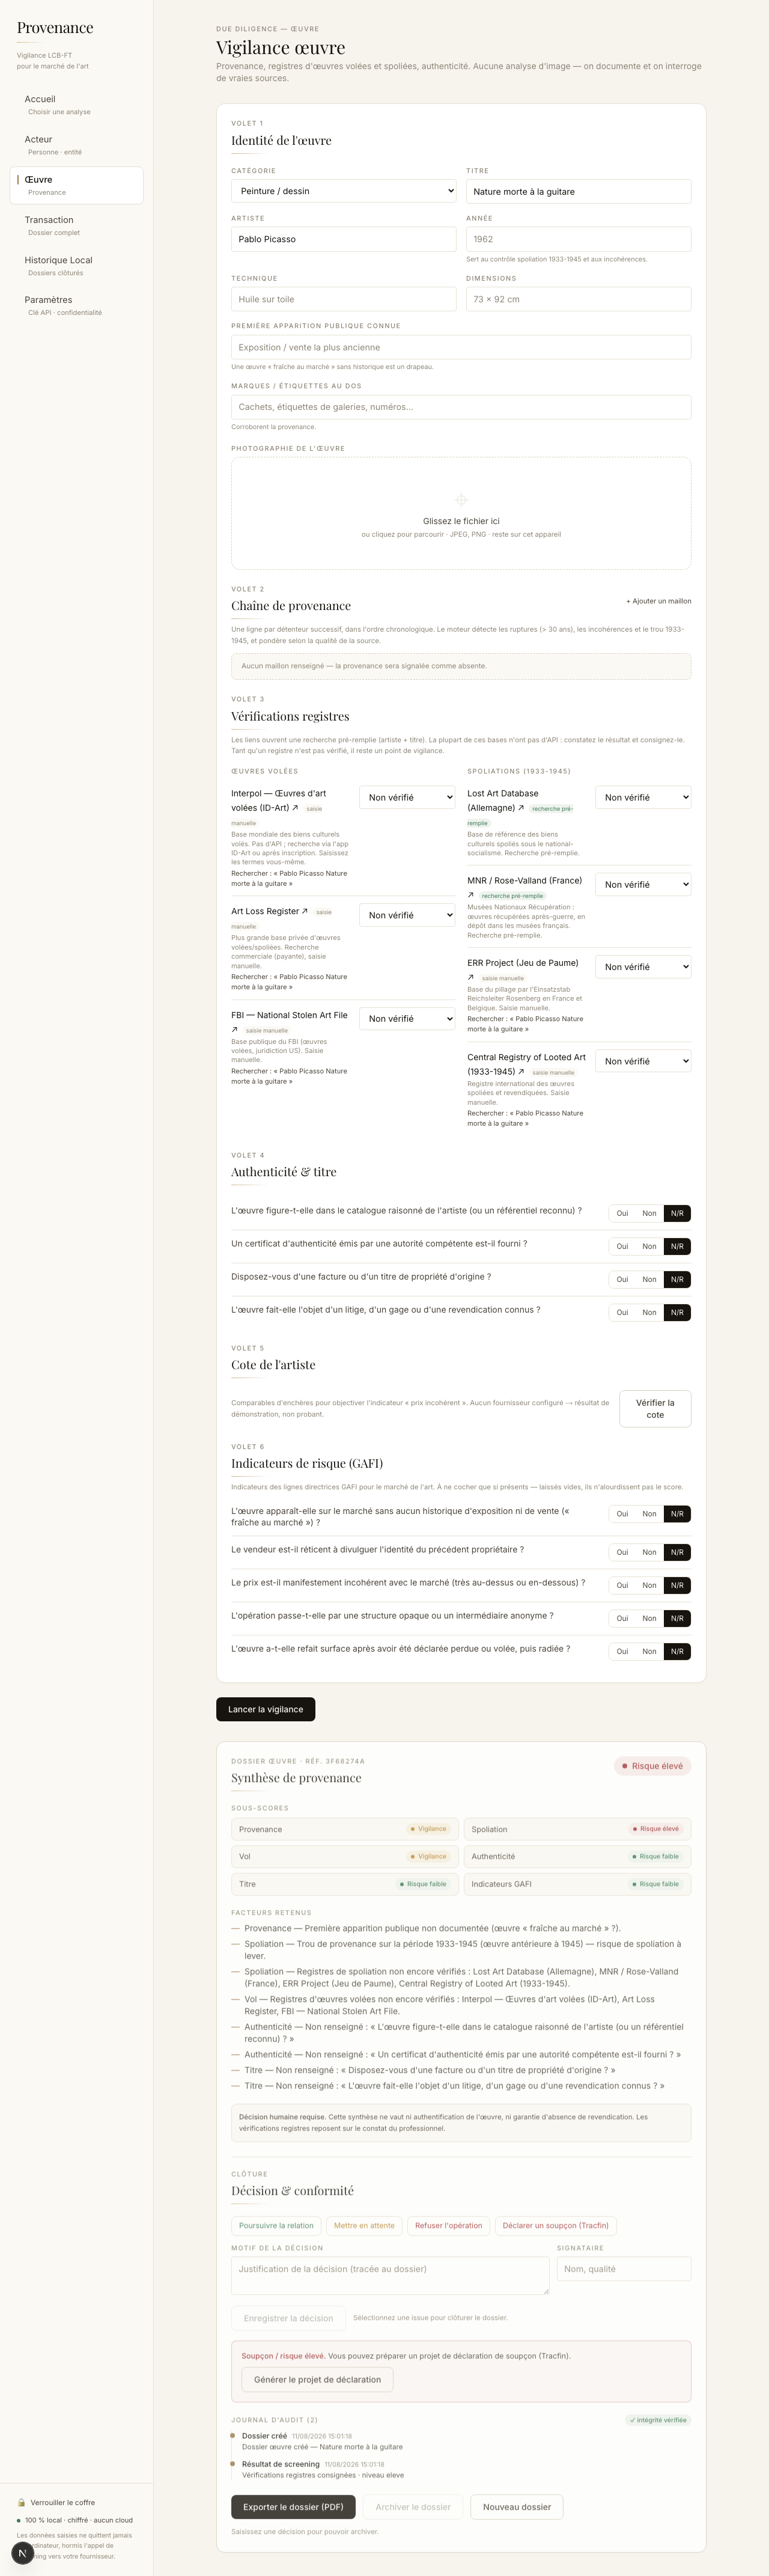 Provenance
Vigilance LCB-FT
pour le marché de l'art
Accueil
Choisir une analyse
Acteur
Personne · entité
Œuvre
Provenance
Transaction
Dossier complet
Historique Local
Dossiers clôturés
Paramètres
Clé API · confidentialité
DUE DILIGENCE — ŒUVRE
Vigilance œuvre
Provenance, registres d'œuvres volées et spoliées, authenticité. Aucune analyse d'image — on documente et on interroge
de vraies sources.
VOLET 1
Identité de l'œuvre
CATÉGORIE
TITRE
Peinture / dessin
Nature morte à la guitare
ARTISTE
ANNÉE
Pablo Picasso
1962
Sert au contrôle spoliation 1933-1945 et aux incohérences.
TECHNIQUE
DIMENSIONS
Huile sur toile
73 × 92 cm
PREMIÈRE APPARITION PUBLIQUE CONNUE
Exposition / vente la plus ancienne
Une œuvre « fraîche au marché » sans historique est un drapeau.
MARQUES / ÉTIQUETTES AU DOS
Cachets, étiquettes de galeries, numéros…
Corroborent la provenance.
PHOTOGRAPHIE DE L'ŒUVRE
Glissez le fichier ici
ou cliquez pour parcourir · JPEG, PNG · reste sur cet appareil
VOLET 2
Chaîne de provenance
+ Ajouter un maillon
Une ligne par détenteur successif, dans l'ordre chronologique. Le moteur détecte les ruptures (> 30 ans), les incohérences et le trou 1933-
1945, et pondère selon la qualité de la source.
Aucun maillon renseigné — la provenance sera signalée comme absente.
VOLET 3
Vérifications registres
Les liens ouvrent une recherche pré-remplie (artiste + titre). La plupart de ces bases n'ont pas d'API : constatez le résultat et consignez-le.
Tant qu'un registre n'est pas vérifié, il reste un point de vigilance.
ŒUVRES VOLÉES
Interpol — Œuvres d'art
volées (ID-Art) ↗ saisie
manuelle
Non vérifié
Base mondiale des biens culturels
volés. Pas d'API ; recherche via l'app
ID-Art ou après inscription. Saisissez
les termes vous-même.
Rechercher : « Pablo Picasso Nature
morte à la guitare »
Art Loss Register ↗ saisie
manuelle
Non vérifié
Plus grande base privée d'œuvres
volées/spoliées. Recherche
commerciale (payante), saisie
manuelle.
Rechercher : « Pablo Picasso Nature
morte à la guitare »
FBI — National Stolen Art File
↗ saisie manuelle
Non vérifié
Base publique du FBI (œuvres
volées, juridiction US). Saisie
manuelle.
Rechercher : « Pablo Picasso Nature
morte à la guitare »
SPOLIATIONS (1933-1945)
Lost Art Database
(Allemagne) ↗ recherche pré-
remplie
Non vérifié
Base de référence des biens
culturels spoliés sous le national-
socialisme. Recherche pré-remplie.
MNR / Rose-Valland (France)
↗ recherche pré-remplie
Non vérifié
Musées Nationaux Récupération :
œuvres récupérées après-guerre, en
dépôt dans les musées français.
Recherche pré-remplie.
ERR Project (Jeu de Paume)
↗ saisie manuelle
Non vérifié
Base du pillage par l'Einsatzstab
Reichsleiter Rosenberg en France et
Belgique. Saisie manuelle.
Rechercher : « Pablo Picasso Nature
morte à la guitare »
Central Registry of Looted Art
(1933-1945) ↗ saisie manuelle
Non vérifié
Registre international des œuvres
spoliées et revendiquées. Saisie
manuelle.
Rechercher : « Pablo Picasso Nature
morte à la guitare »
VOLET 4
Authenticité & titre
L'œuvre figure-t-elle dans le catalogue raisonné de l'artiste (ou un référentiel reconnu) ?
Oui Non N/R
Un certificat d'authenticité émis par une autorité compétente est-il fourni ?
Oui Non N/R
Disposez-vous d'une facture ou d'un titre de propriété d'origine ?
Oui Non N/R
L'œuvre fait-elle l'objet d'un litige, d'un gage ou d'une revendication connus ?
Oui Non N/R
VOLET 5
Cote de l'artiste
Comparables d'enchères pour objectiver l'indicateur « prix incohérent ». Aucun fournisseur configuré → résultat de
démonstration, non probant.
Vérifier la
cote
VOLET 6
Indicateurs de risque (GAFI)
Indicateurs des lignes directrices GAFI pour le marché de l'art. À ne cocher que si présents — laissés vides, ils n'alourdissent pas le score.
L'œuvre apparaît-elle sur le marché sans aucun historique d'exposition ni de vente («
fraîche au marché ») ?
Oui Non N/R
Le vendeur est-il réticent à divulguer l'identité du précédent propriétaire ?
Oui Non N/R
Le prix est-il manifestement incohérent avec le marché (très au-dessus ou en-dessous) ?
Oui Non N/R
L'opération passe-t-elle par une structure opaque ou un intermédiaire anonyme ?
Oui Non N/R
L'œuvre a-t-elle refait surface après avoir été déclarée perdue ou volée, puis radiée ?
Oui Non N/R
Lancer la vigilance
DOSSIER ŒUVRE · RÉF. 3F68274A
Synthèse de provenance
Risque élevé
SOUS-SCORES
Provenance Vigilance
Spoliation Risque élevé
Vol Vigilance
Authenticité Risque faible
Titre Risque faible
Indicateurs GAFI Risque faible
FACTEURS RETENUS
— Provenance — Première apparition publique non documentée (œuvre « fraîche au marché » ?).
— Spoliation — Trou de provenance sur la période 1933-1945 (œuvre antérieure à 1945) — risque de spoliation à
lever.
— Spoliation — Registres de spoliation non encore vérifiés : Lost Art Database (Allemagne), MNR / Rose-Valland
(France), ERR Project (Jeu de Paume), Central Registry of Looted Art (1933-1945).
— Vol — Registres d'œuvres volées non encore vérifiés : Interpol — Œuvres d'art volées (ID-Art), Art Loss
Register, FBI — National Stolen Art File.
— Authenticité — Non renseigné : « L'œuvre figure-t-elle dans le catalogue raisonné de l'artiste (ou un référentiel
reconnu) ? »
— Authenticité — Non renseigné : « Un certificat d'authenticité émis par une autorité compétente est-il fourni ? »
— Titre — Non renseigné : « Disposez-vous d'une facture ou d'un titre de propriété d'origine ? »
— Titre — Non renseigné : « L'œuvre fait-elle l'objet d'un litige, d'un gage ou d'une revendication connus ? »
Décision humaine requise. Cette synthèse ne vaut ni authentification de l'œuvre, ni garantie d'absence de revendication. Les
vérifications registres reposent sur le constat du professionnel.
CLÔTURE
Décision & conformité
Poursuivre la relation
Mettre en attente
Refuser l'opération
Déclarer un soupçon (Tracfin)
MOTIF DE LA DÉCISION
SIGNATAIRE
Justification de la décision (tracée au dossier)
Nom, qualité
Enregistrer la décision
Sélectionnez une issue pour clôturer le dossier.
Soupçon / risque élevé. Vous pouvez préparer un projet de déclaration de soupçon (Tracfin).
Générer le projet de déclaration
JOURNAL D'AUDIT (2)
✓ intégrité vérifiée
Dossier créé 11/08/2026 15:01:18
Dossier œuvre créé — Nature morte à la guitare
Résultat de screening 11/08/2026 15:01:18
Vérifications registres consignées · niveau eleve
Exporter le dossier (PDF)
Archiver le dossier
Nouveau dossier
Saisissez une décision pour pouvoir archiver.
Verrouiller le coffre
100 % local · chiffré · aucun cloud
Les données saisies ne quittent jamais
ordinateur, hormis l'appel de
vers votre fournisseur.
N